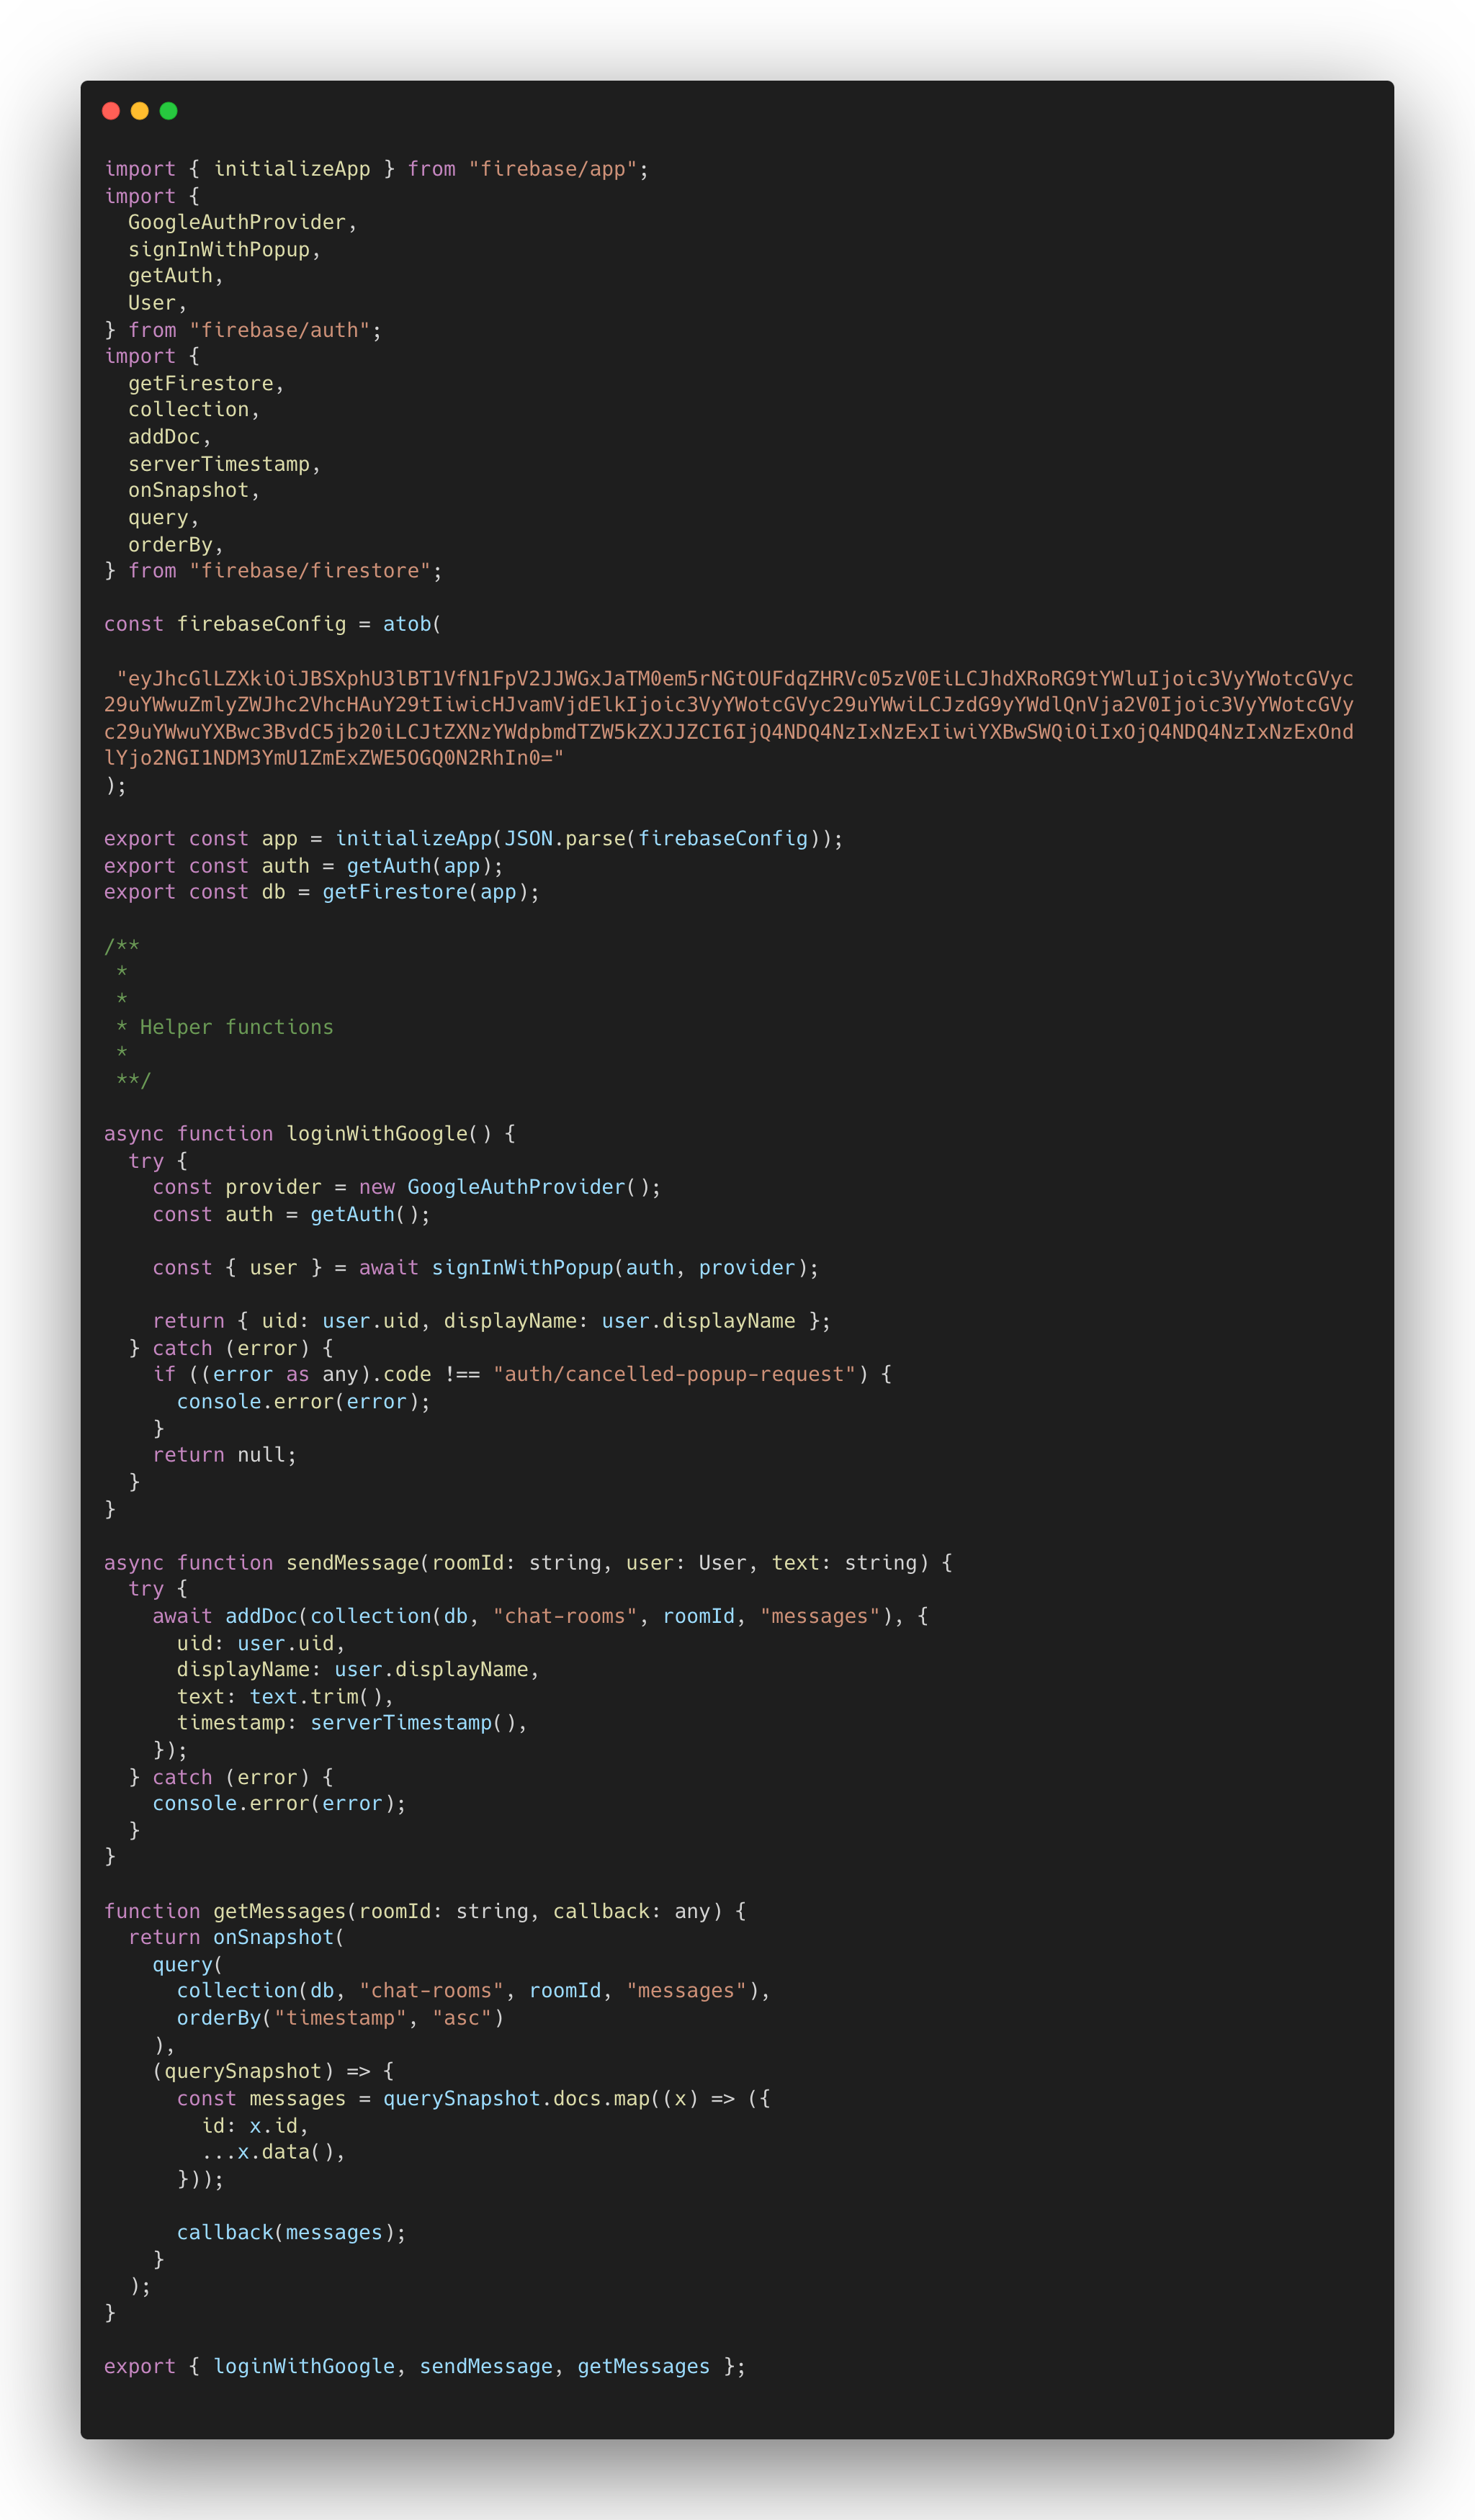 import { initializeApp } from "firebase/app";
import {
  GoogleAuthProvider,
  signInWithPopup,
  getAuth,
  User,
} from "firebase/auth";
import {
  getFirestore,
  collection,
  addDoc,
  serverTimestamp,
  onSnapshot,
  query,
  orderBy,
} from "firebase/firestore";

const firebaseConfig = atob(

 "eyJhcGlLZXkiOiJBSXphU3lBT1VfN1FpV2JJWGxJaTM0em5rNGtOUFdqZHRVc05zV0EiLCJhdXRoRG9tYWluIjoic3VyYWotcGVyc
29uYWwuZmlyZWJhc2VhcHAuY29tIiwicHJvamVjdElkIjoic3VyYWotcGVyc29uYWwiLCJzdG9yYWdlQnVja2V0Ijoic3VyYWotcGVy
c29uYWwuYXBwc3BvdC5jb20iLCJtZXNzYWdpbmdTZW5kZXJJZCI6IjQ4NDQ4NzIxNzExIiwiYXBwSWQiOiIxOjQ4NDQ4NzIxNzExOnd
lYjo2NGI1NDM3YmU1ZmExZWE5OGQ0N2RhIn0="
);

export const app = initializeApp(JSON.parse(firebaseConfig));
export const auth = getAuth(app);
export const db = getFirestore(app);

/**
 *
 *
 * Helper functions
 *
 **/

async function loginWithGoogle() {
  try {
    const provider = new GoogleAuthProvider();
    const auth = getAuth();

    const { user } = await signInWithPopup(auth, provider);

    return { uid: user.uid, displayName: user.displayName };
  } catch (error) {
    if ((error as any).code !== "auth/cancelled-popup-request") {
      console.error(error);
    }
    return null;
  }
}

async function sendMessage(roomId: string, user: User, text: string) {
  try {
    await addDoc(collection(db, "chat-rooms", roomId, "messages"), {
      uid: user.uid,
      displayName: user.displayName,
      text: text.trim(),
      timestamp: serverTimestamp(),
    });
  } catch (error) {
    console.error(error);
  }
}

function getMessages(roomId: string, callback: any) {
  return onSnapshot(
    query(
      collection(db, "chat-rooms", roomId, "messages"),
      orderBy("timestamp", "asc")
    ),
    (querySnapshot) => {
      const messages = querySnapshot.docs.map((x) => ({
        id: x.id,
        ...x.data(),
      }));

      callback(messages);
    }
  );
}

export { loginWithGoogle, sendMessage, getMessages };